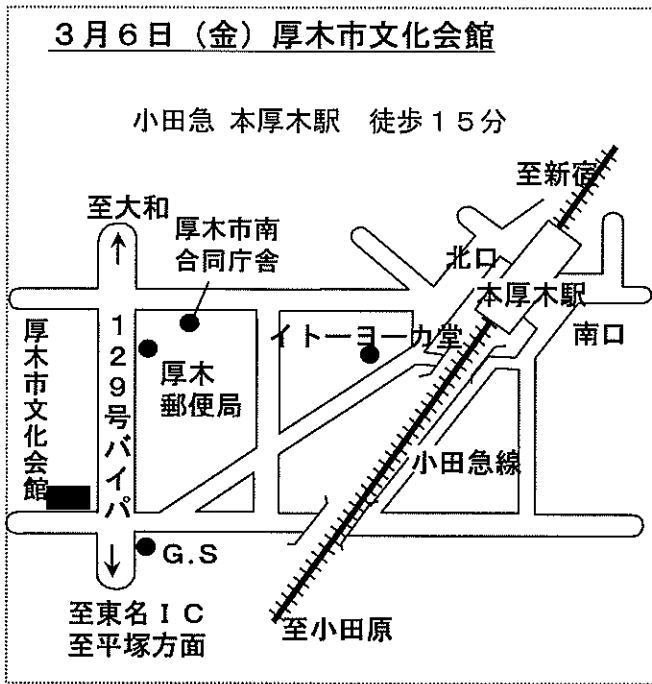 ３月６日（金）厚木市文化会館
小田急 本厚木駅　徒歩１５分
至新宿
至大和
厚木市南
合同庁舎
北口
本厚木駅
南口
イトーヨーカ堂
厚木
郵便局
厚木市文化会館
１２９号バイパ
小田急線
G.S
至東名ＩＣ
至平塚方面
至小田原